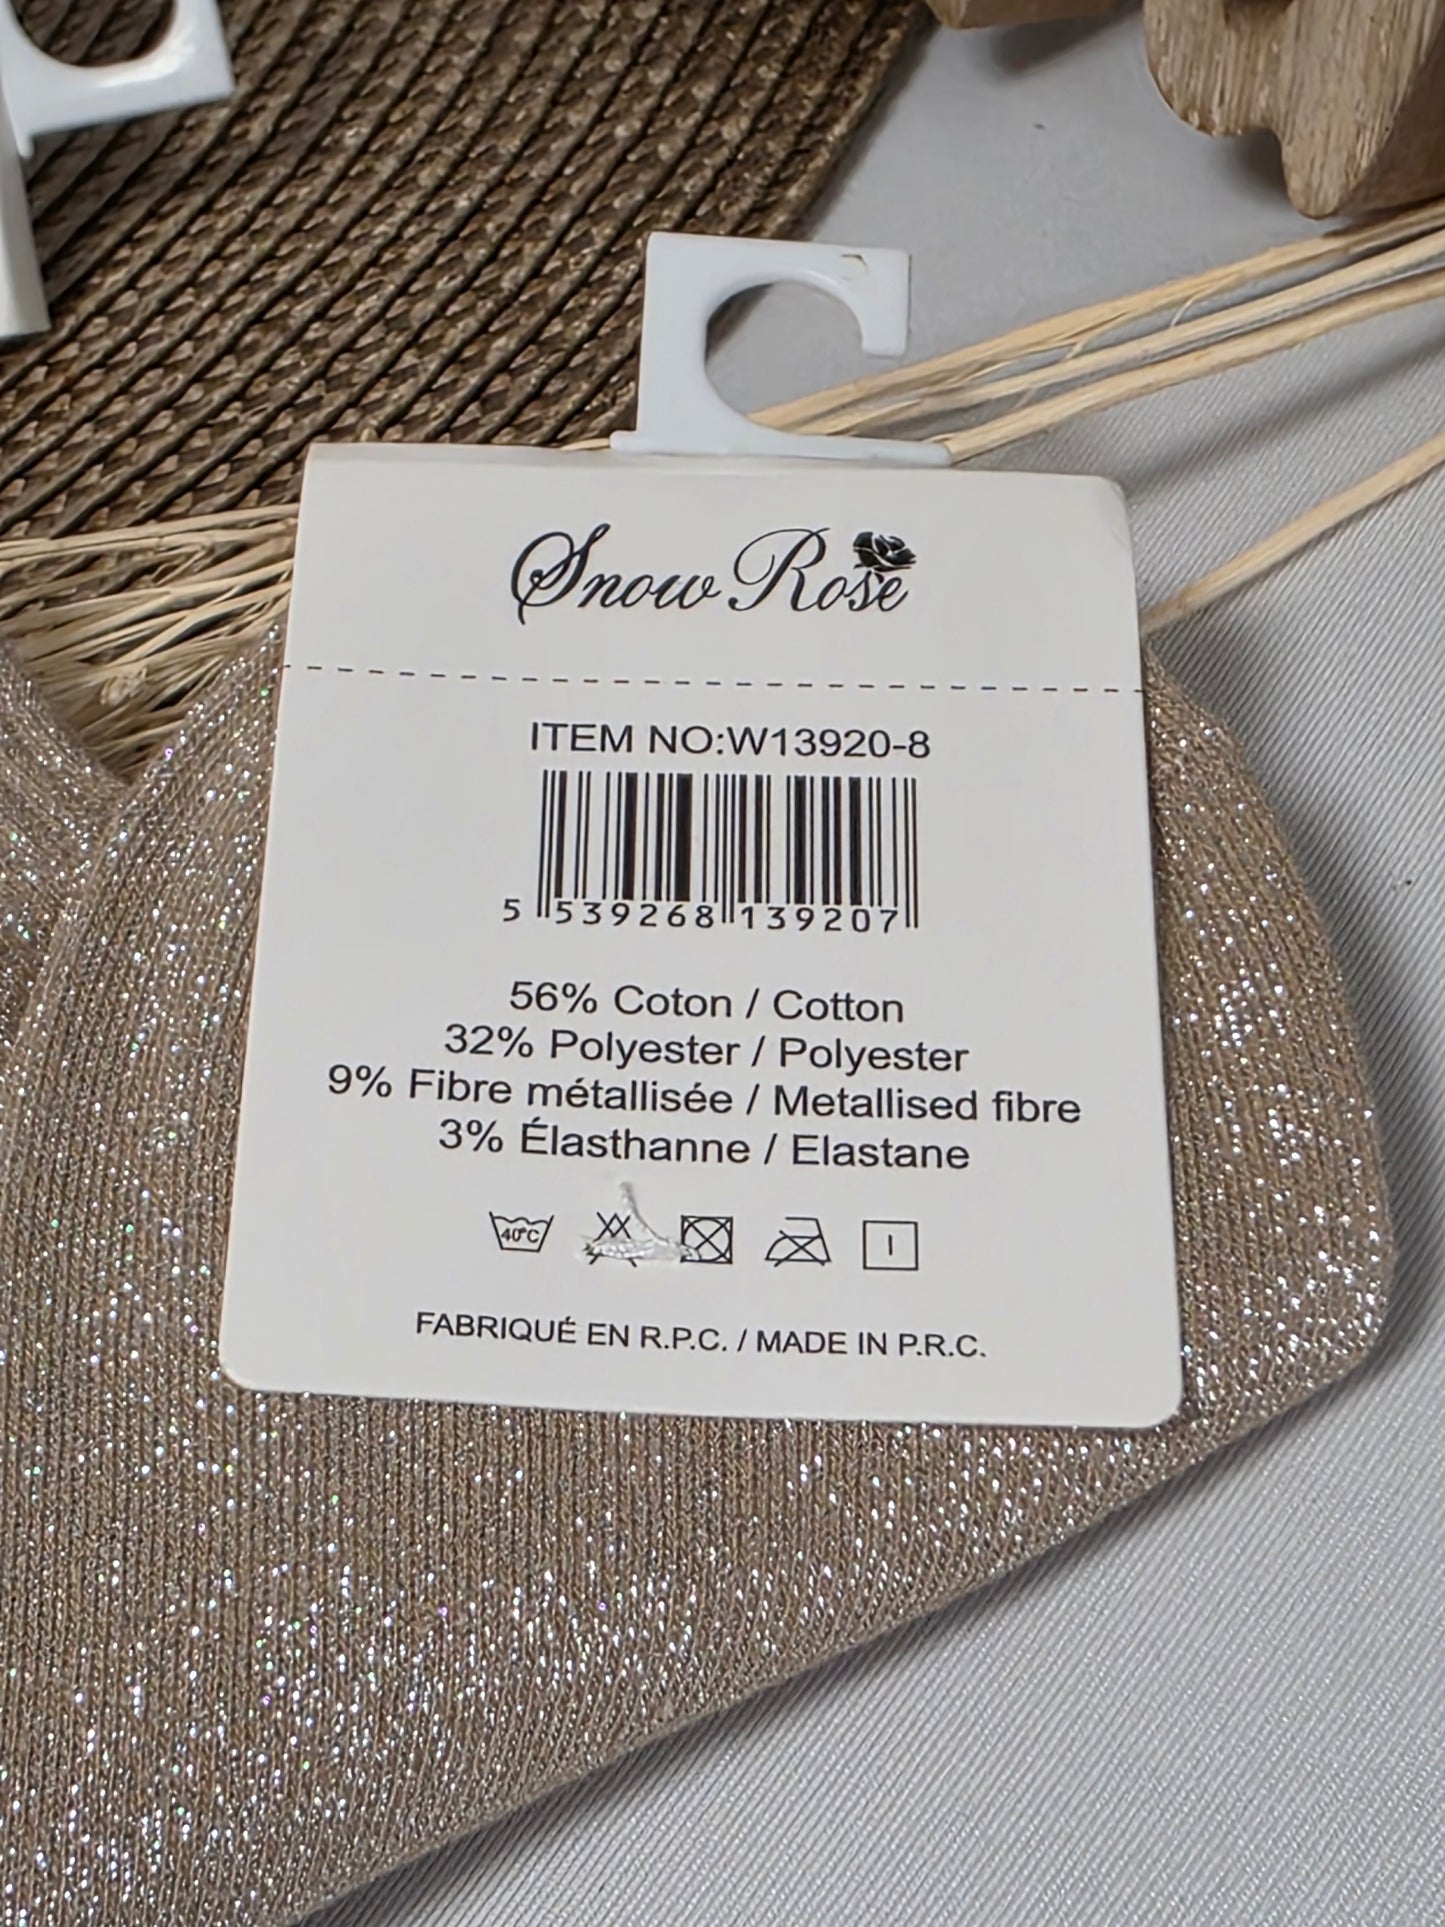 Snow Rose
ITEM NO:W13920-8
5 539268 139207
56% Coton / Cotton
32% Polyester / Polyester
9% Fibre métallisée / Metallised fibre
3% Élasthanne / Elastane
40°C
FABRIQUÉ EN R.P.C. / MADE IN P.R.C.